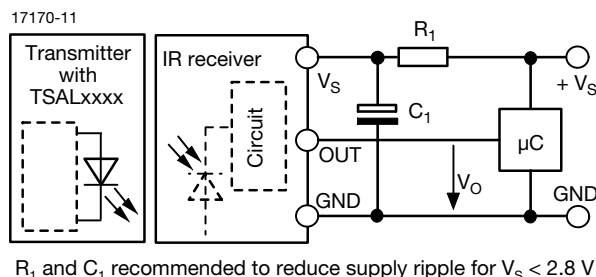 17170-11
Transmitter
with
TSALxxxx
IR receiver
Circuit
VS
OUT
GND
R1
C1
VO
µC
+ VS
GND
R1 and C1 recommended to reduce supply ripple for VS < 2.8 V